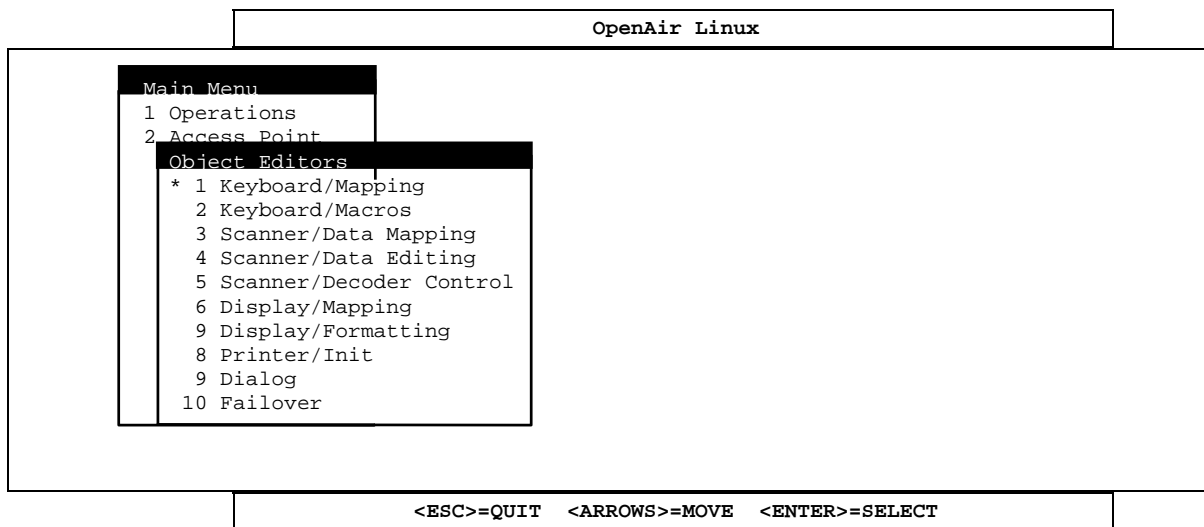 OpenAir Linux
Main Menu
1 Operations
2 Access Point
Object Editors
* 1 Keyboard/Mapping
2 Keyboard/Macros
3 Scanner/Data Mapping
4 Scanner/Data Editing
5 Scanner/Decoder Control
6 Display/Mapping
9 Display/Formatting
8 Printer/Init
9 Dialog
10 Failover
<ESC>=QUIT <ARROWS>=MOVE <ENTER>=SELECT